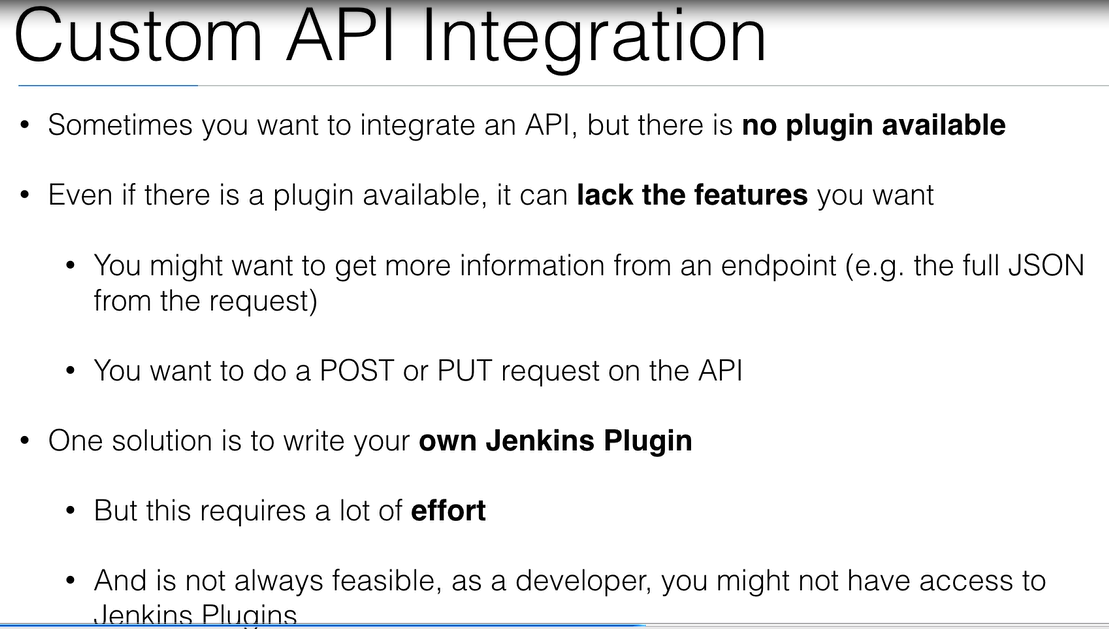 Custom API Integration
• Sometimes you want to integrate an API, but there is no plugin available
• Even if there is a plugin available, it can lack the features you want
• You might want to get more information from an endpoint (e.g. the full JSON
from the request)
• You want to do a POST or PUT request on the API
• One solution is to write your own Jenkins Plugin
• But this requires a lot of effort
• And is not always feasible, as a developer, you might not have access to
Jenkins Plugins